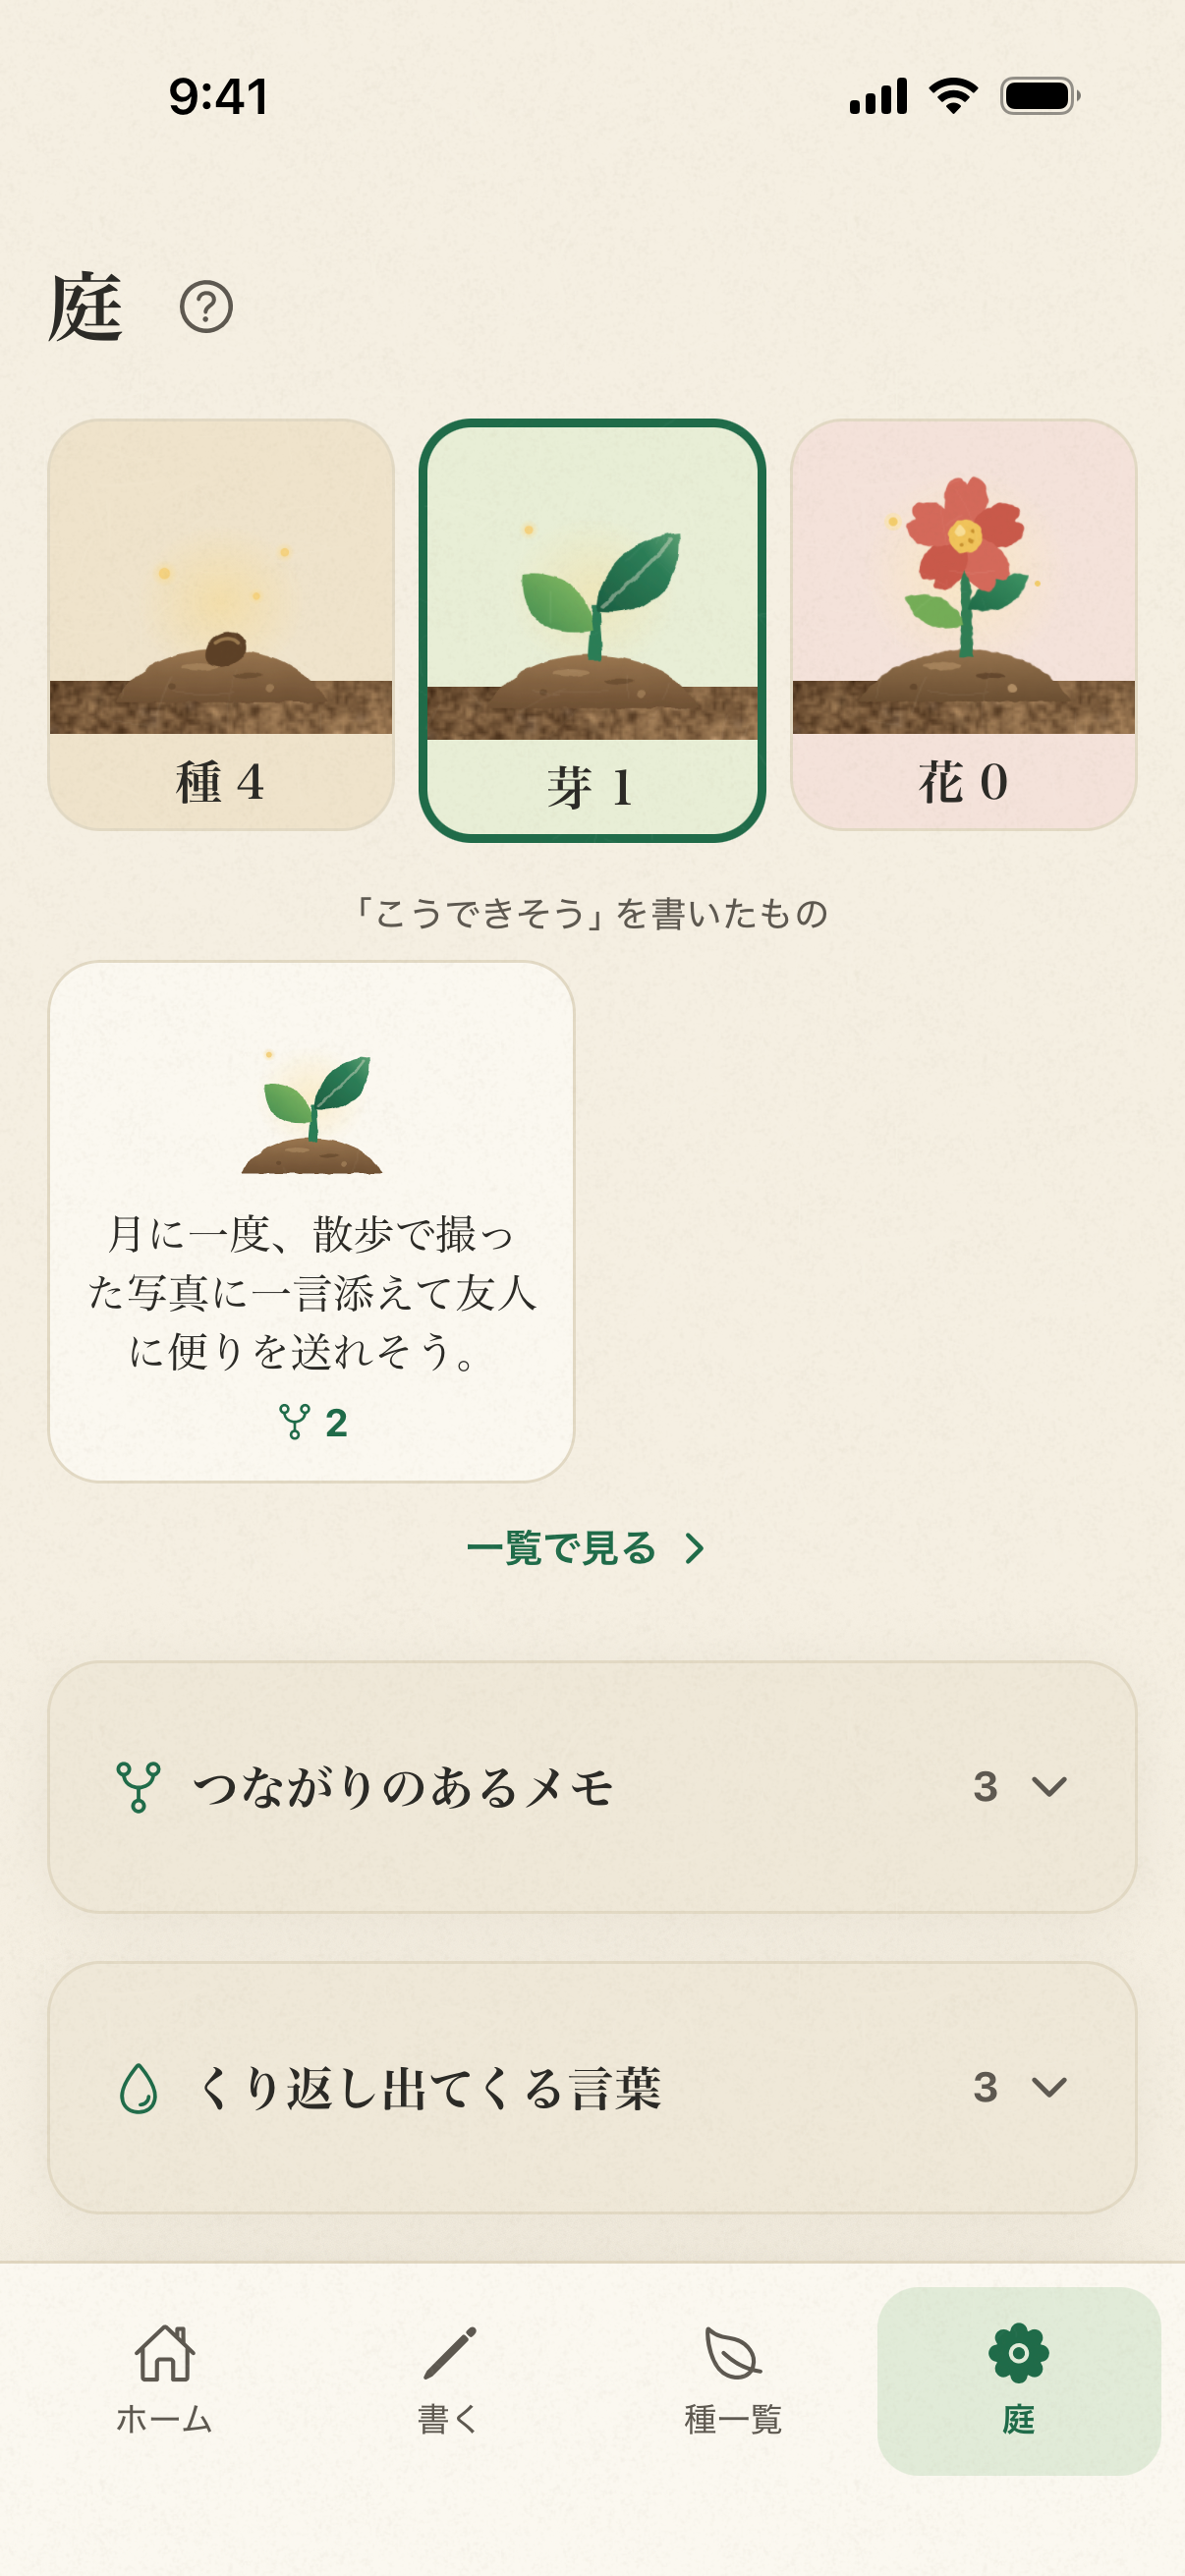 9:41
庭
種 4
芽 1
花 0
「こうできそう」を書いたもの
月に一度、散歩で撮っ
た写真に一言添えて友人
に便りを送れそう。
2
一覧で見る
つながりのあるメモ
3
くり返し出てくる言葉
3
ホーム
書く
種一覧
庭